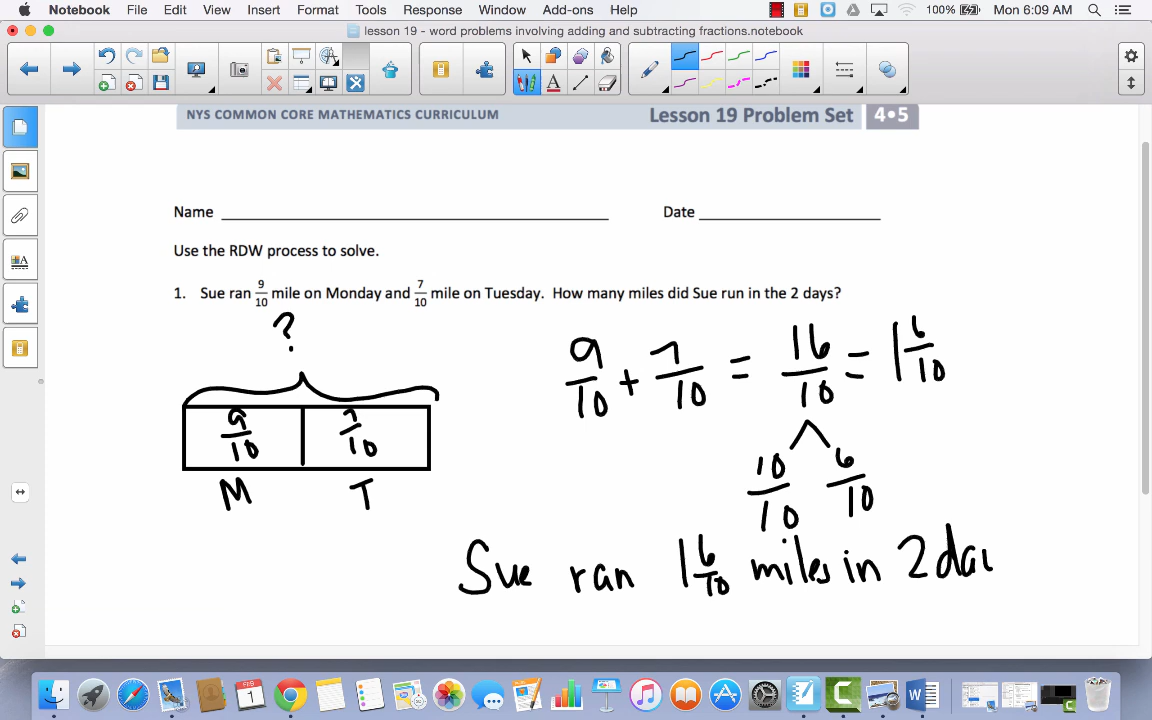 Notebook File Edit View Insert Format Tools Response Window Add-ons Help 100% Mon 6:09 AM
lesson 19 - word problems involving adding and subtracting fractions.notebook
NYS COMMON CORE MATHEMATICS CURRICULUM Lesson 19 Problem Set 4•5
Name Date
Use the RDW process to solve.
1. Sue ran 9/10 mile on Monday and 7/10 mile on Tuesday. How many miles did Sue run in the 2 days?
?
9/10 + 7/10 = 16/10 = 1 6/10
9/10 7/10
10/10 6/10
M T
Sue ran 1 6/10 miles in 2 day
FEB
1